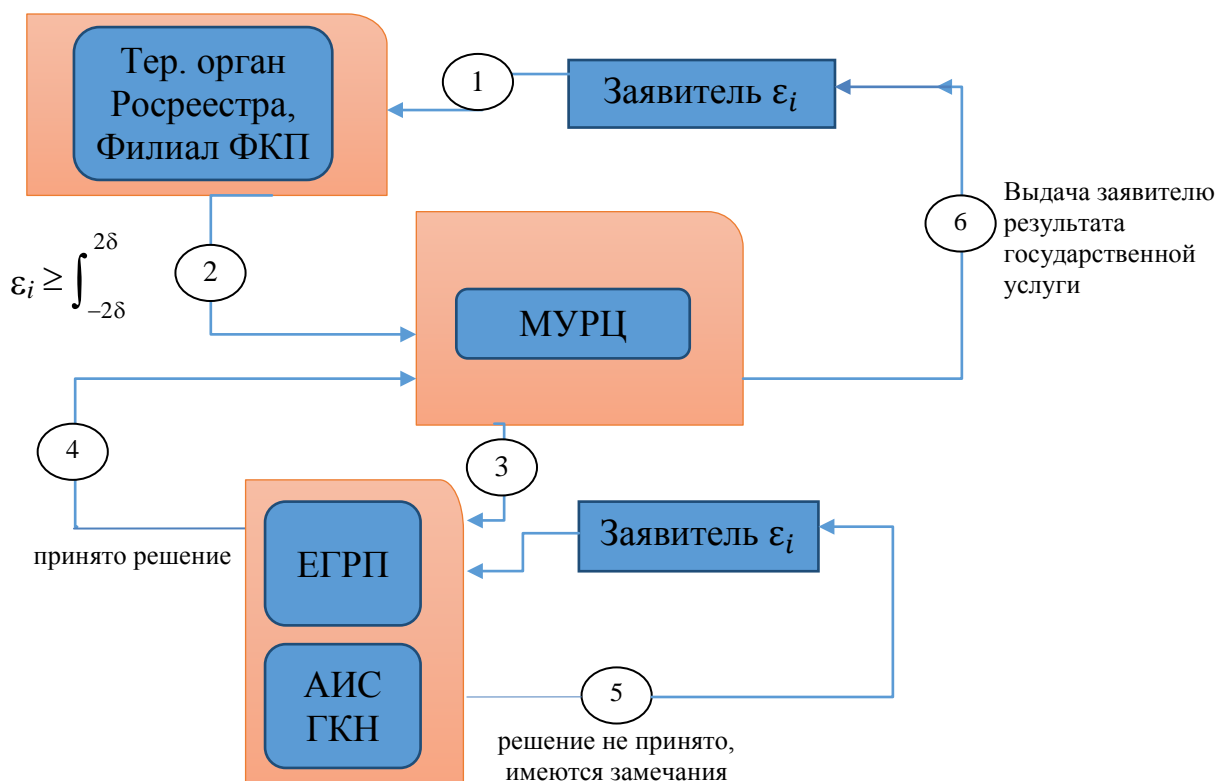 Тер. орган
Росреестра,
Филиал ФКП
1
Заявитель ε𝑖
6
Выдача заявителю
результата
государственной
услуги
2
ε𝑖 ≥ ∫_{−2δ}^{2δ}
МУРЦ
4
3
принято решение
ЕГРП
Заявитель ε𝑖
АИС
ГКН
5
решение не принято,
имеются замечания